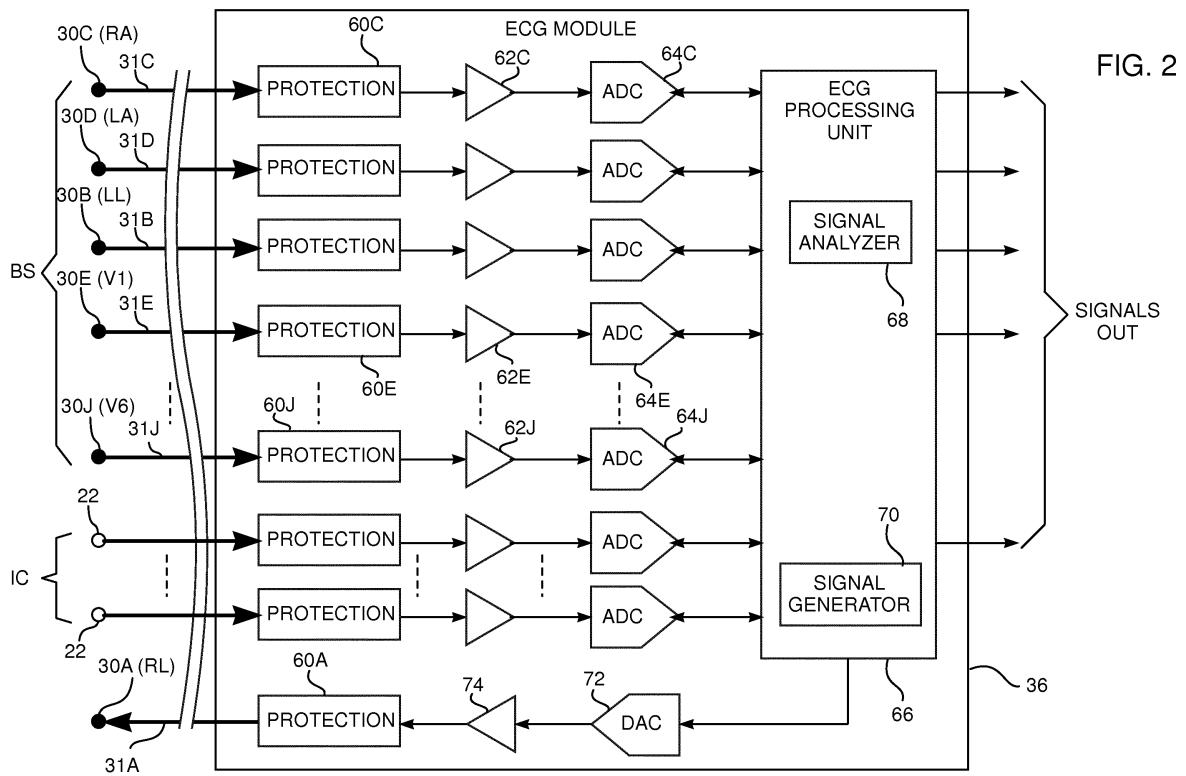 ECG MODULE
FIG. 2
30C (RA)
31C
60C
PROTECTION
62C
ADC
64C
ECG
PROCESSING
UNIT
30D (LA)
31D
PROTECTION
ADC
30B (LL)
31B
PROTECTION
ADC
SIGNAL
ANALYZER
68
BS
30E (V1)
31E
PROTECTION
60E
62E
ADC
64E
SIGNALS
OUT
30J (V6)
31J
60J
PROTECTION
62J
ADC
64J
22
PROTECTION
ADC
70
IC
SIGNAL
GENERATOR
22
PROTECTION
ADC
30A (RL)
31A
60A
PROTECTION
74
72
DAC
66
36